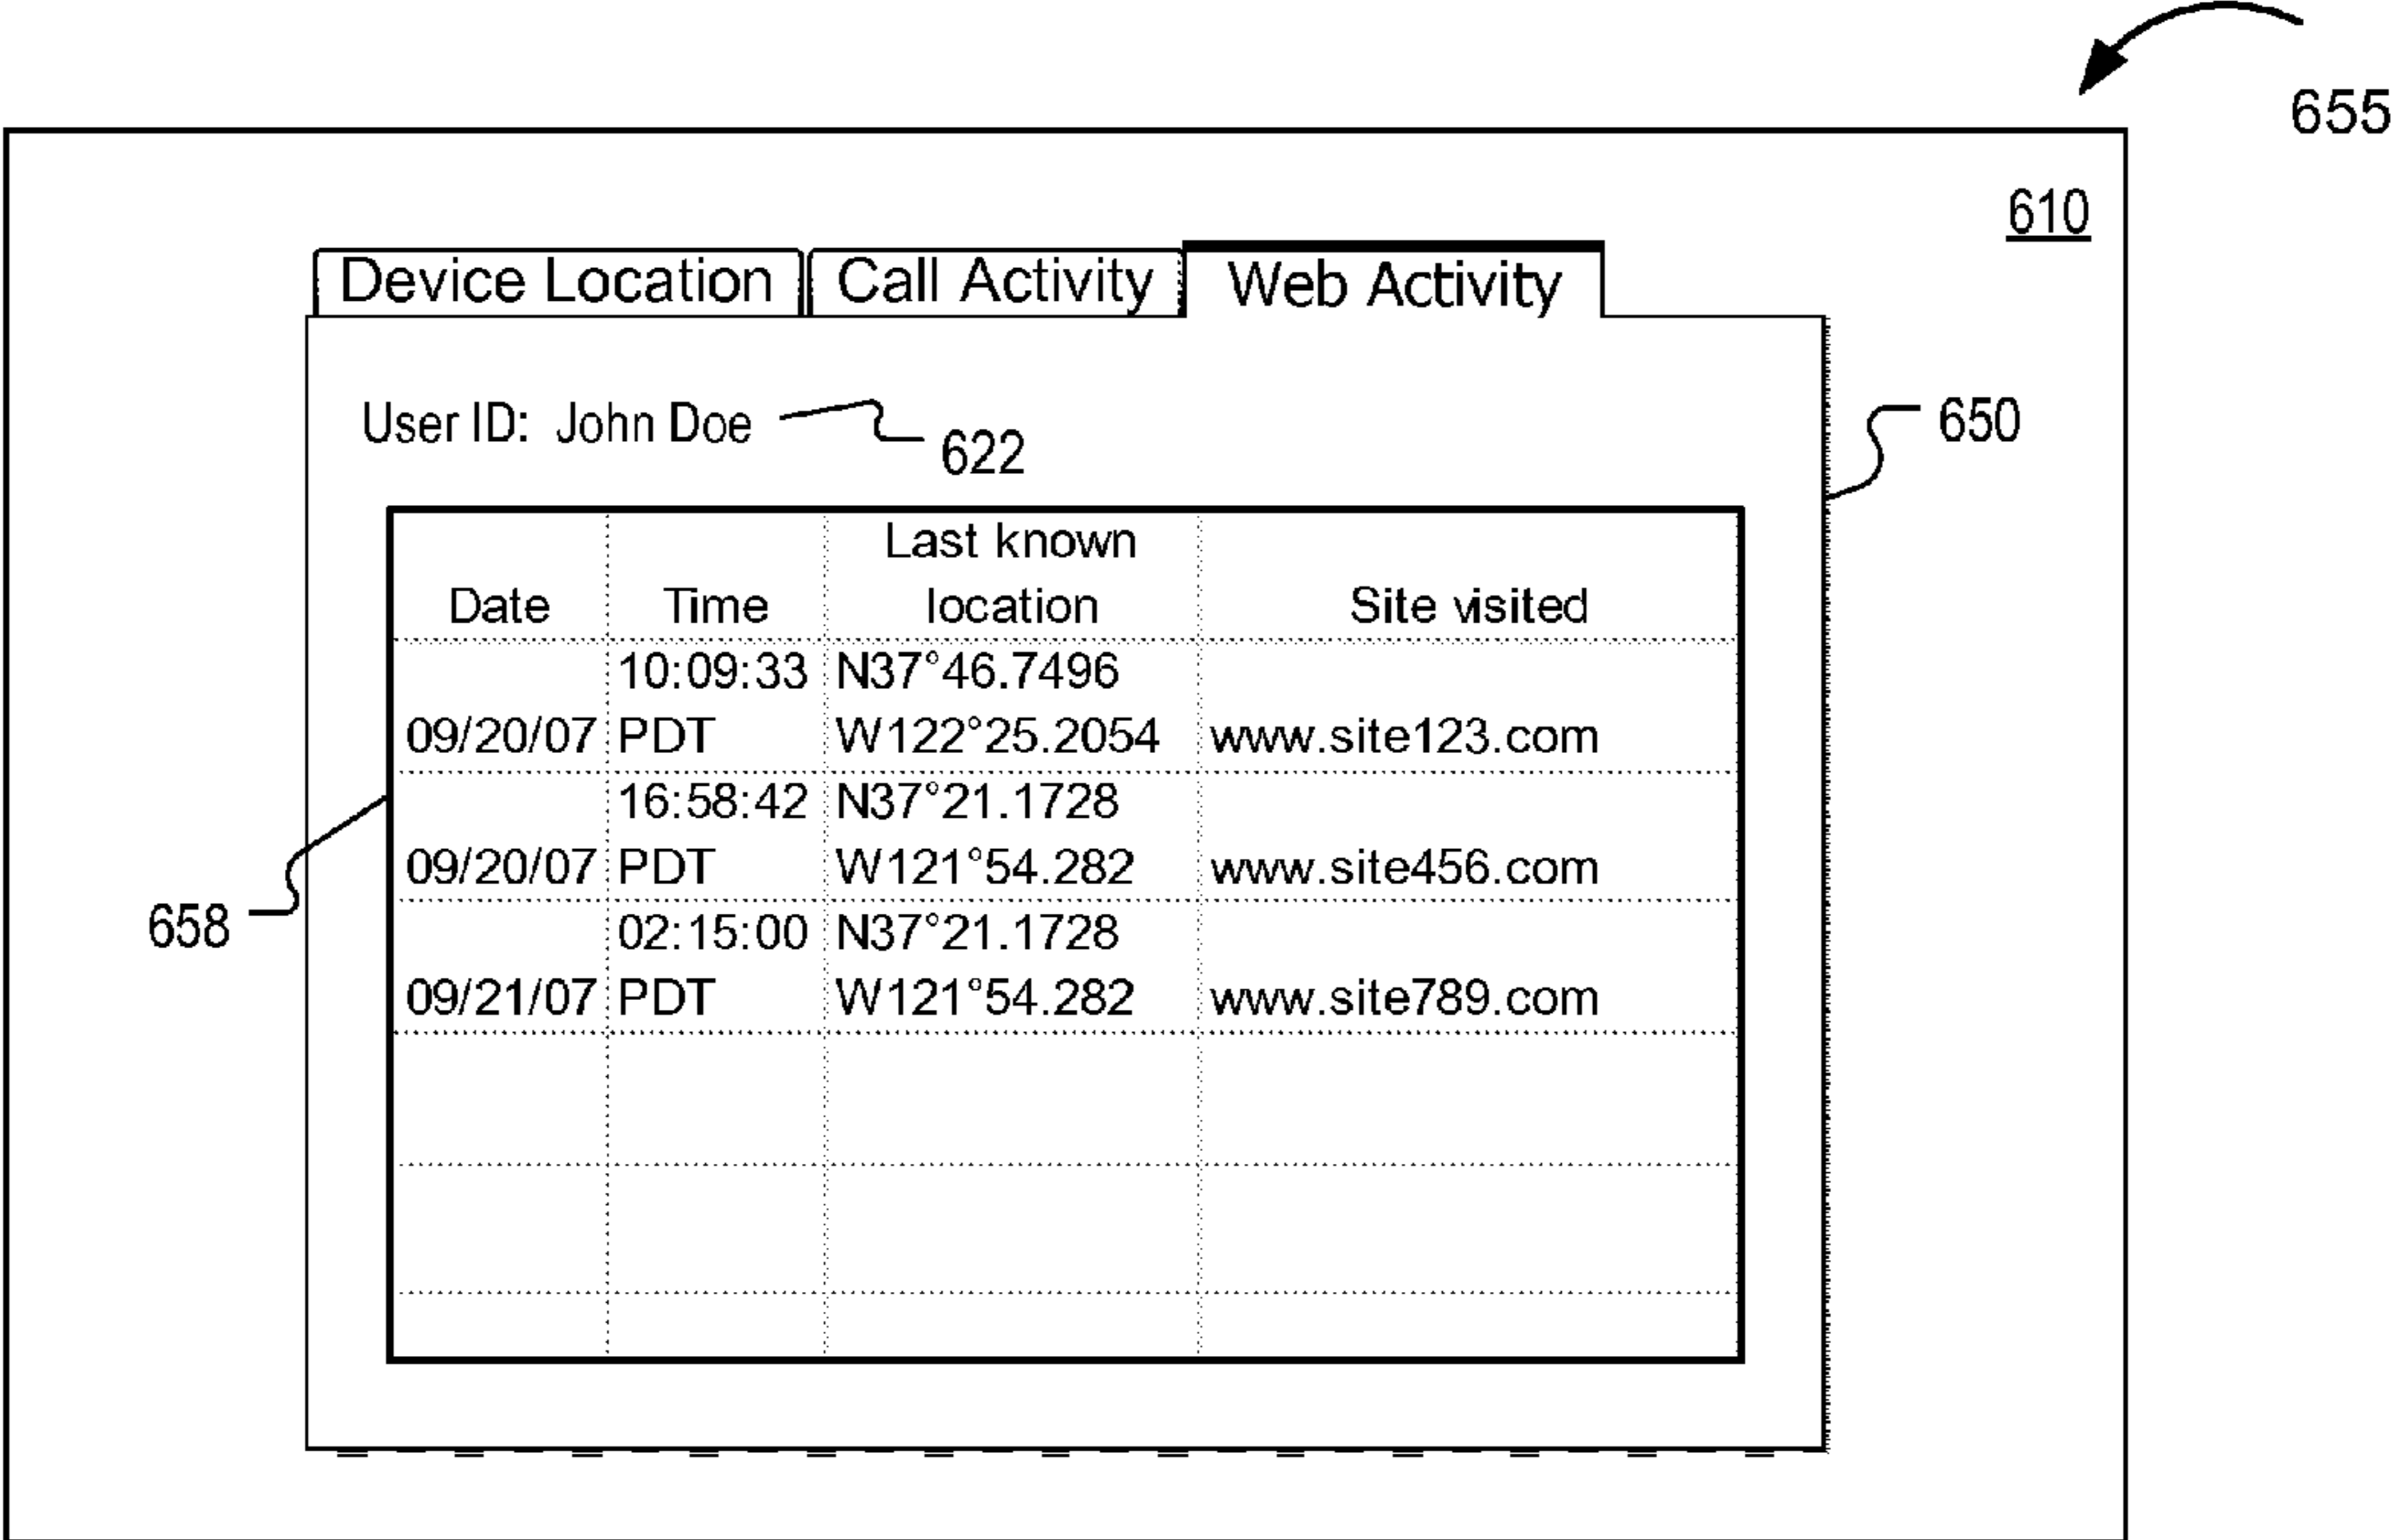 655
610
Device Location Call Activity Web Activity
User ID: John Doe
622
650
Last known
Date Time location Site visited
10:09:33 N37°46.7496
09/20/07 PDT W122°25.2054 www.site123.com
16:58:42 N37°21.1728
09/20/07 PDT W121°54.282 www.site456.com
658
02:15:00 N37°21.1728
09/21/07 PDT W121°54.282 www.site789.com